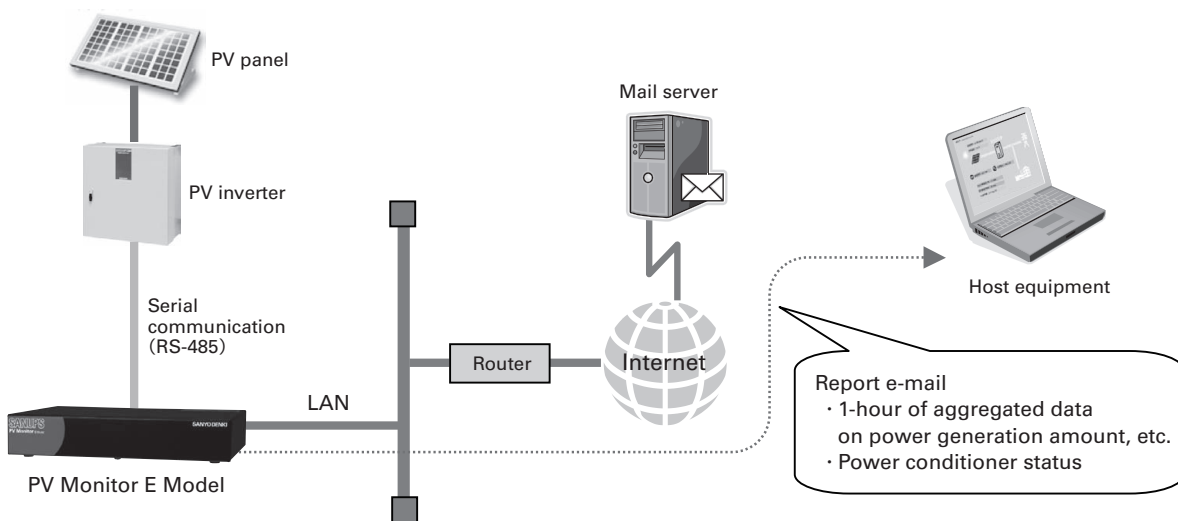 PV panel
Mail server
PV inverter
Host equipment
Serial
communication
(RS-485)
Router
Internet
LAN
Report e-mail
・1-hour of aggregated data
on power generation amount, etc.
・Power conditioner status
SANUPS
PV Monitor
SANYO DENKI
PV Monitor E Model